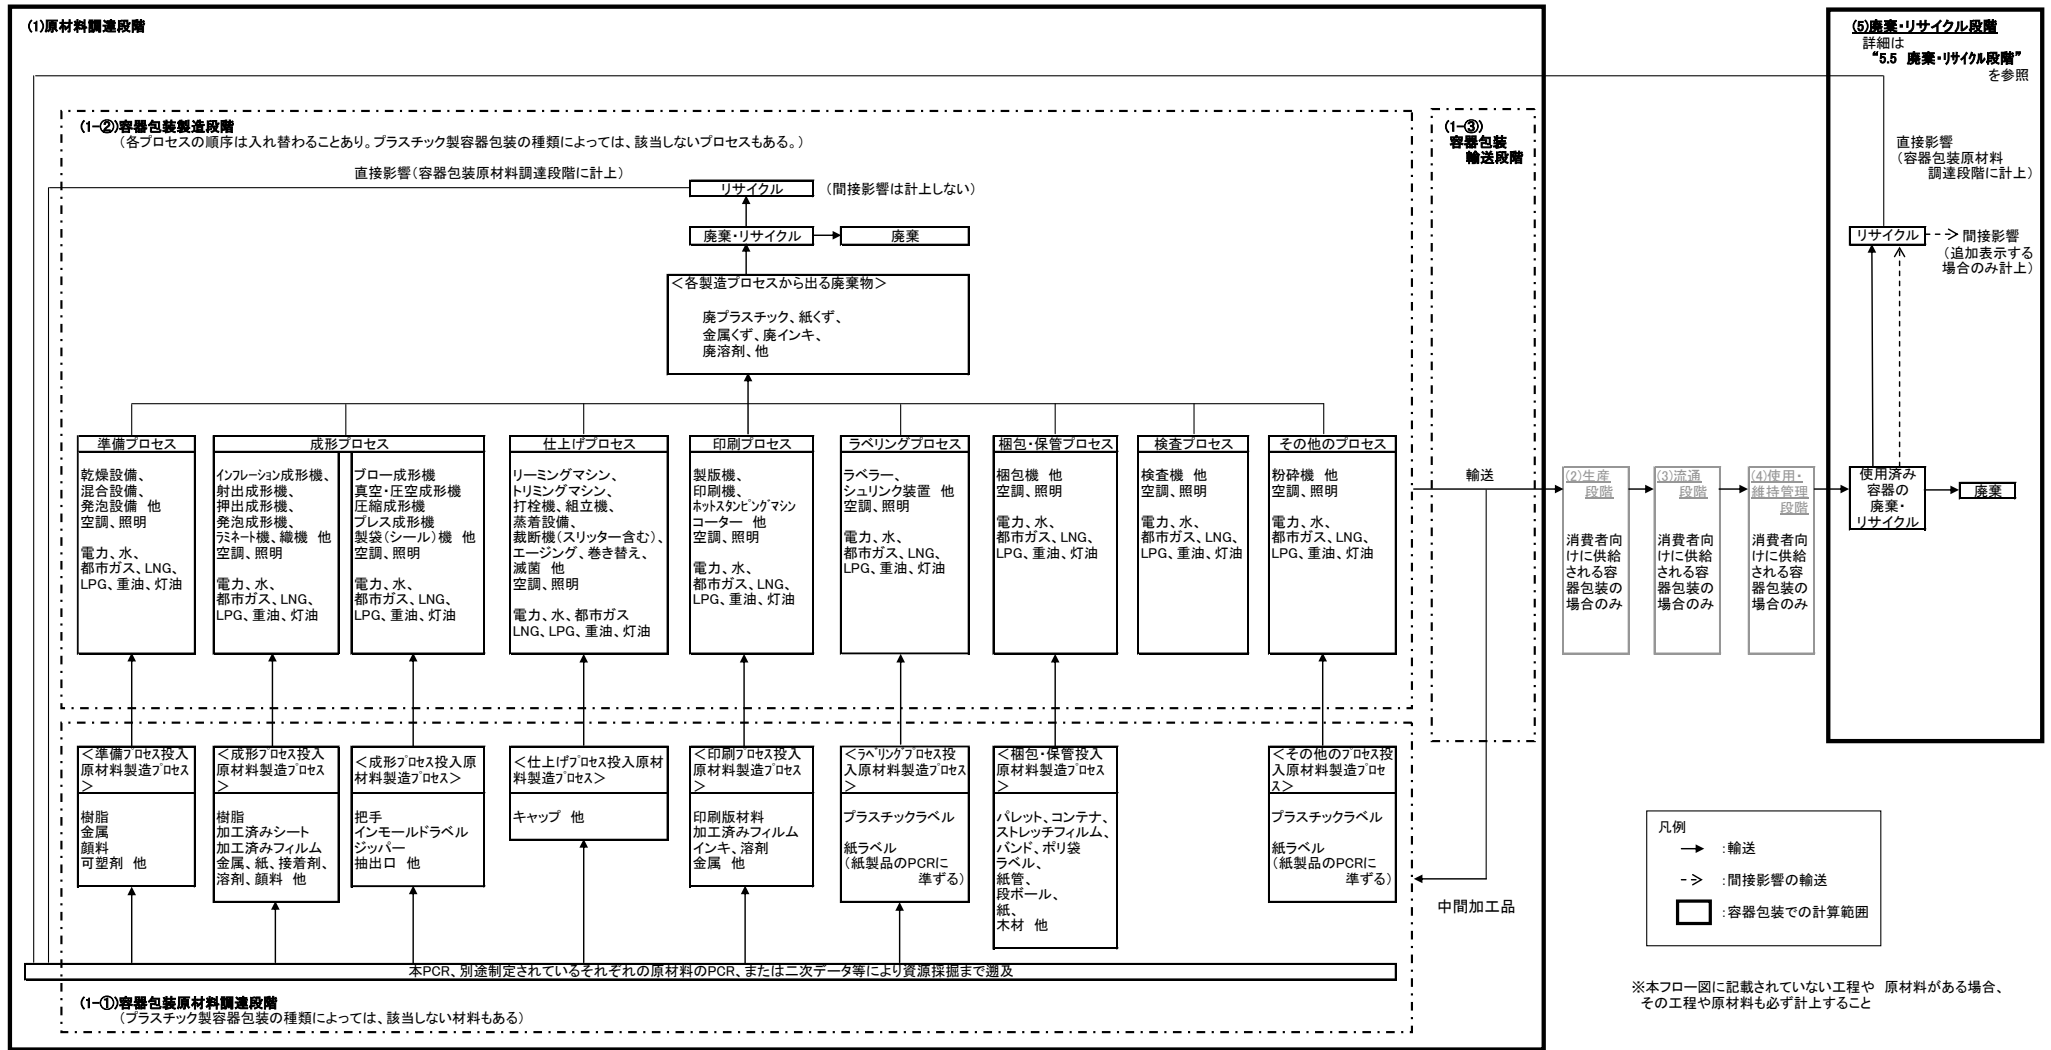 (1)原材料調達段階
(5)廃棄・リサイクル段階
詳細は
“5.5 廃棄・リサイクル段階”
を参照
(1-②)容器包装製造段階
(各プロセスの順序は入れ替わることあり。プラスチック製容器包装の種類によっては、該当しないプロセスもある。)
(1-③)
容器包装
輸送段階
直接影響
(容器包装原材料
調達段階に計上)
直接影響(容器包装原材料調達段階に計上)
リサイクル
(間接影響は計上しない)
廃棄・リサイクル
廃棄
リサイクル
間接影響
(追加表示する
場合のみ計上)
<各製造プロセスから出る廃棄物>
廃プラスチック、紙くず、
金属くず、廃インキ、
廃溶剤、他
準備プロセス
乾燥設備、
混合設備、
発泡設備 他
空調、照明
電力、水、
都市ガス、LNG、
LPG、重油、灯油
成形プロセス
インフレーション成形機、
射出成形機、
押出成形機、
発泡成形機、
ラミネート機、織機 他
空調、照明
電力、水、
都市ガス、LNG、
LPG、重油、灯油
ブロー成形機
真空・圧空成形機
圧縮成形機
プレス成形機
製袋(シール)機 他
空調、照明
電力、水、
都市ガス、LNG、
LPG、重油、灯油
仕上げプロセス
リーミングマシン、
トリミングマシン、
打栓機、組立機、
蒸着設備、
裁断機(スリッター含む)、
エージング、巻き替え、
滅菌 他
空調、照明
電力、水、都市ガス
LNG、LPG、重油、灯油
印刷プロセス
製版機、
印刷機、
ホットスタンピングマシン
コーター 他
空調、照明
電力、水、
都市ガス、LNG、
LPG、重油、灯油
ラベリングプロセス
ラベラー、
シュリンク装置 他
空調、照明
電力、水、
都市ガス、LNG、
LPG、重油、灯油
梱包・保管プロセス
梱包機 他
空調、照明
電力、水、
都市ガス、LNG、
LPG、重油、灯油
検査プロセス
検査機 他
空調、照明
電力、水、
都市ガス、LNG、
LPG、重油、灯油
その他のプロセス
粉砕機 他
空調、照明
電力、水、
都市ガス、LNG、
LPG、重油、灯油
輸送
(2)生産
段階
消費者向
けに供給
される容
器包装の
場合のみ
(3)流通
段階
消費者向
けに供給
される容
器包装の
場合のみ
(4)使用・
維持管理
段階
消費者向
けに供給
される容
器包装の
場合のみ
使用済み
容器の
廃棄・
リサイクル
廃棄
<準備プロセス投入
原材料製造プロセス
>
樹脂
金属
顔料
可塑剤 他
<成形プロセス投入
原材料製造プロセス
>
樹脂
加工済みシート
加工済みフィルム
金属、紙、接着剤、
溶剤、顔料 他
<成形プロセス投入原
材料製造プロセス>
把手
インモールドラベル
ジッパー
抽出口 他
<仕上げプロセス投入原材
料製造プロセス>
キャップ 他
<印刷プロセス投入
原材料製造プロセス
>
印刷版材料
加工済みフィルム
インキ、溶剤
金属 他
<ラベリングプロセス投
入原材料製造プロセス
>
プラスチックラベル
紙ラベル
(紙製品のPCRに
準ずる)
<梱包・保管投入
原材料製造プロセス
>
パレット、コンテナ、
ストレッチフィルム、
バンド、ポリ袋
ラベル、
紙管、
段ボール、
紙、
木材 他
<その他のプロセス投
入原材料製造プロセ
ス>
プラスチックラベル
紙ラベル
(紙製品のPCRに
準ずる)
中間加工品
本PCR、別途制定されているそれぞれの原材料のPCR、または二次データ等により資源採掘まで遡及
(1-①)容器包装原材料調達段階
(プラスチック製容器包装の種類によっては、該当しない材料もある)
凡例
:輸送
:間接影響の輸送
:容器包装での計算範囲
※本フロー図に記載されていない工程や 原材料がある場合、
その工程や原材料も必ず計上すること